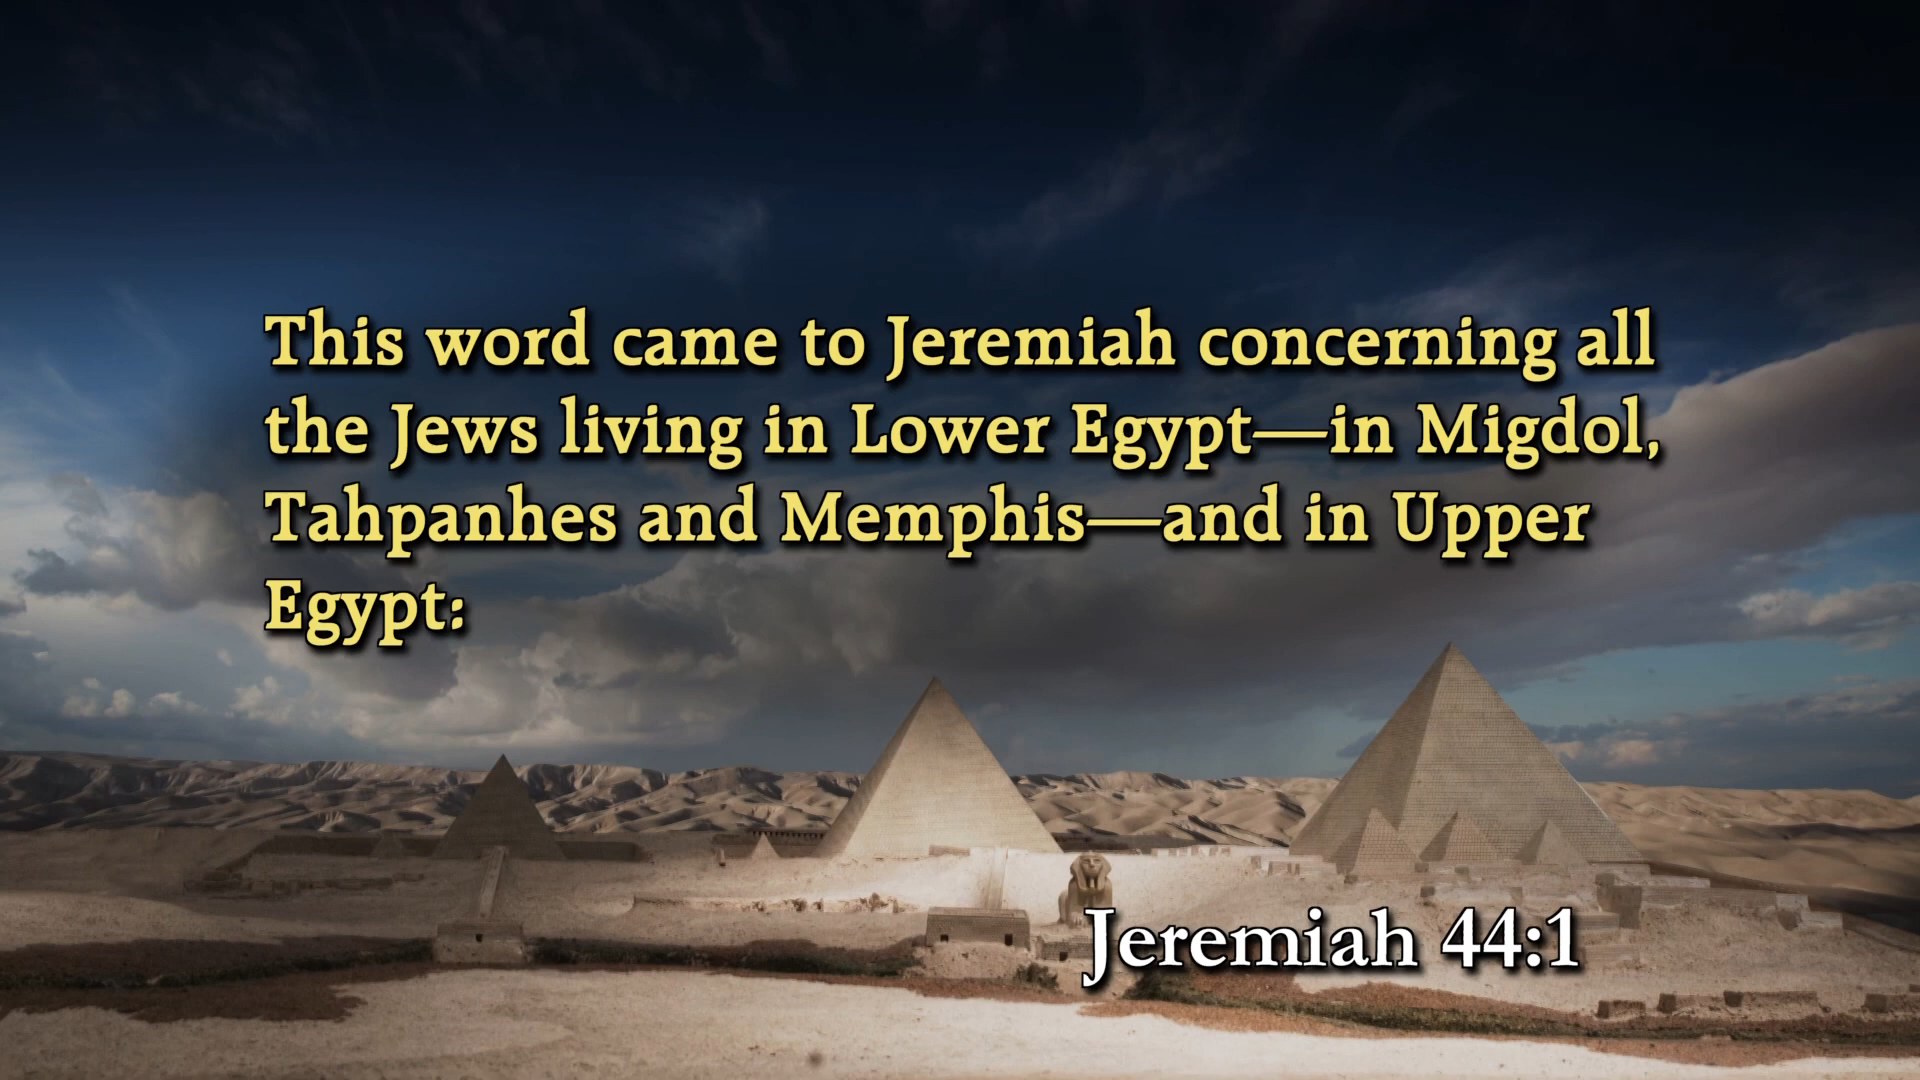 This word came to Jeremiah concerning all
the Jews living in Lower Egypt—in Migdol,
Tahpanhes and Memphis—and in Upper
Egypt:
Jeremiah 44:1